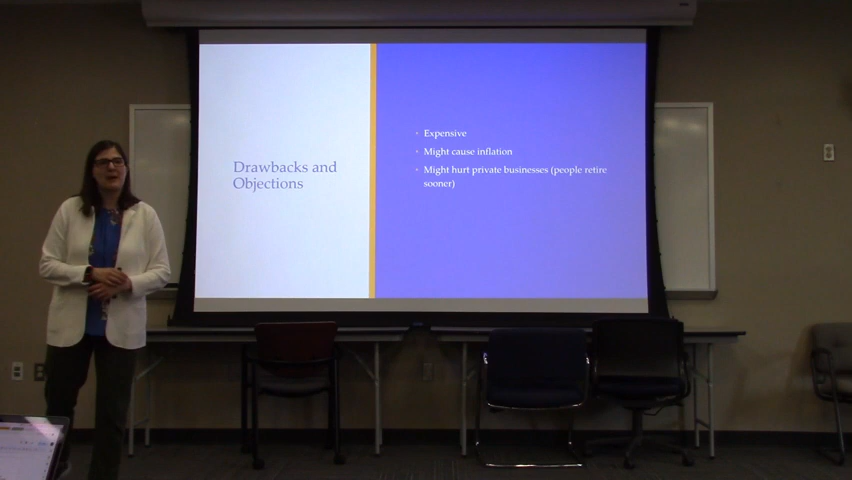 Drawbacks and
Objections
Expensive
Might cause inflation
Might hurt private businesses (people retire
sooner)